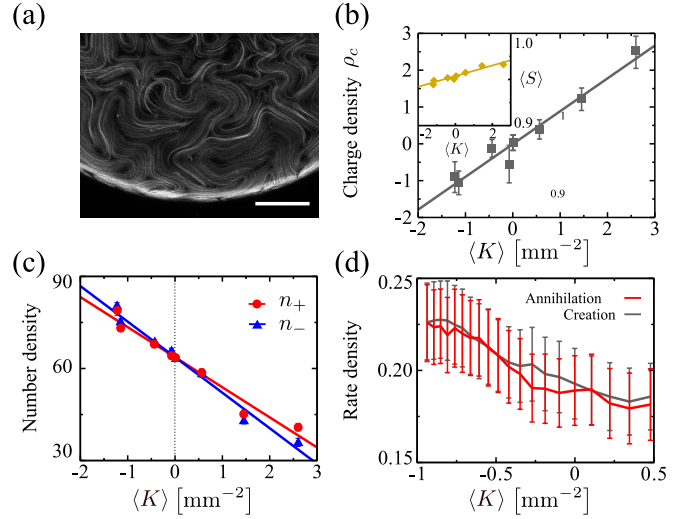 (a)
(b)
Charge density ρc
4
3
2
1
0
-1
-2
-2 -1 0 1 2 3
⟨K⟩ [mm−2]
1.0
⟨S⟩
0.9
-2 0 2
⟨K⟩
0.9
(c)
Number density
90
60
30
n+
n−
-2 -1 0 1 2 3
⟨K⟩ [mm−2]
(d)
Rate density
0.25
0.20
0.15
Annihilation
Creation
-1 -0.5 0 0.5
⟨K⟩ [mm−2]